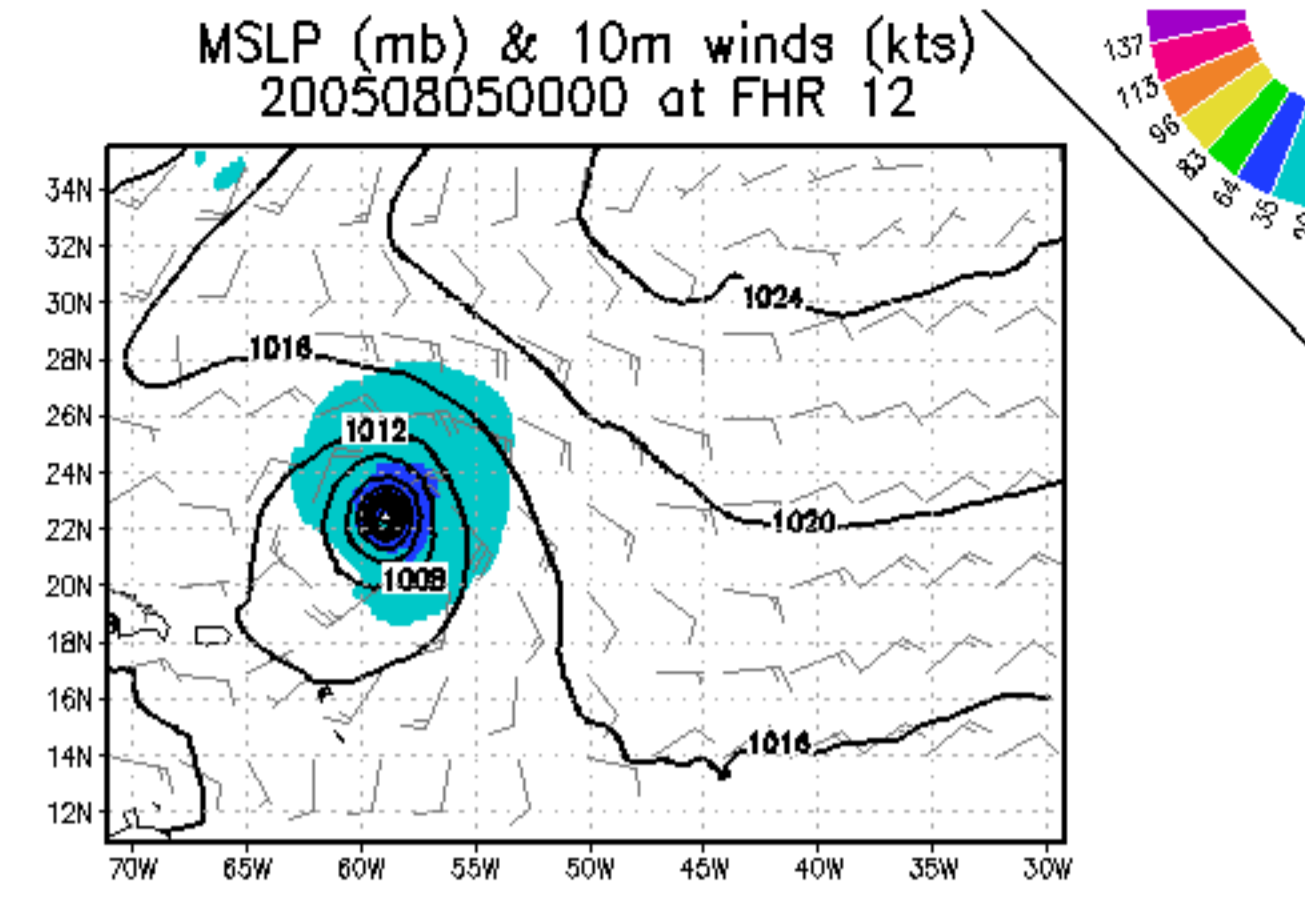 MSLP (mb) & 10m winds (kts)
200508050000 at FHR 12
137
113
96
83
64
35
34N
32N
30N
28N
26N
24N
22N
20N
18N
16N
14N
12N
1024
1016
1012
1020
1008
1016
70W 65W 60W 55W 50W 45W 40W 35W 30W